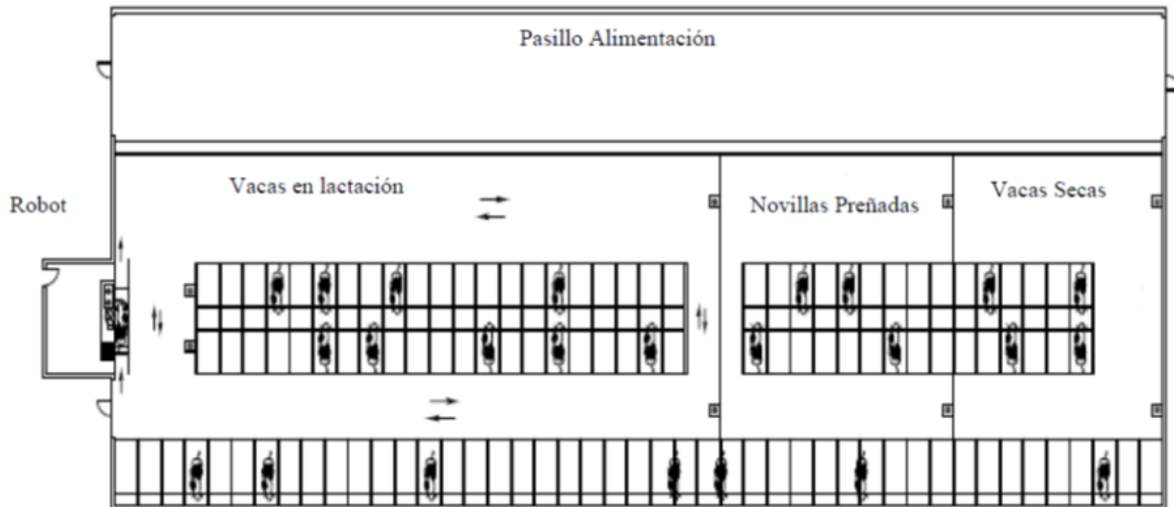 Pasillo Alimentación
Vacas en lactación
Robot
Novillas Preñadas
Vacas Secas